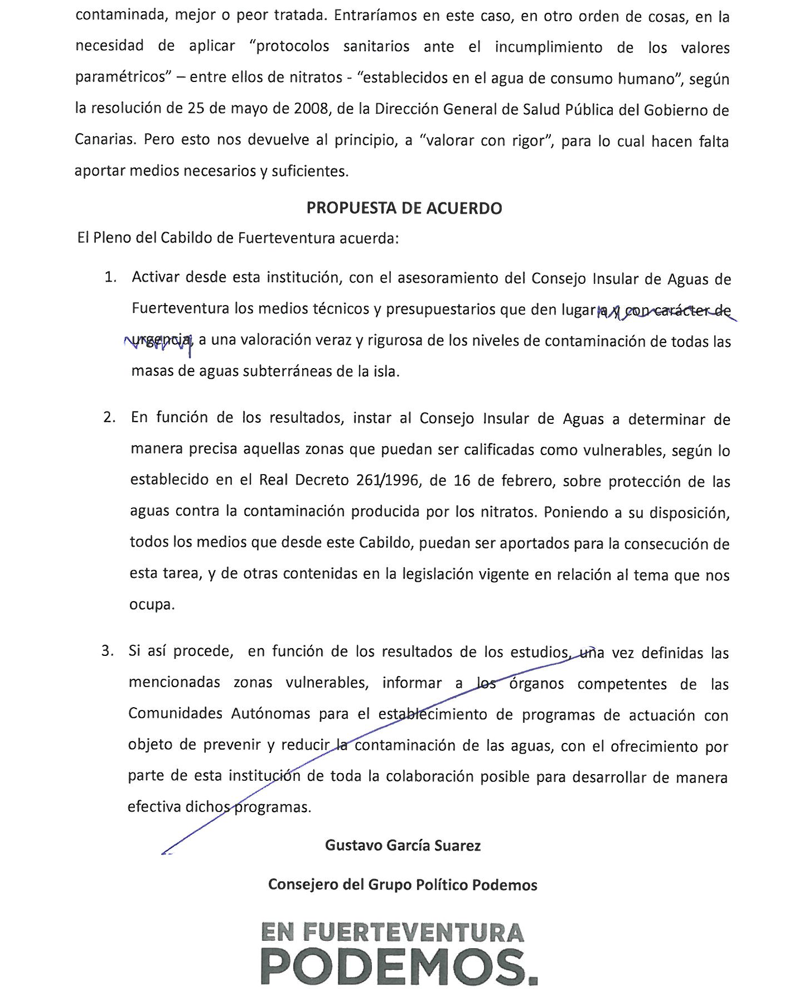 contaminada, mejor o peor tratada. Entraríamos en este caso, en otro orden de cosas, en la
necesidad de aplicar “protocolos sanitarios ante el incumplimiento de los valores
paramétricos” – entre ellos de nitratos - “establecidos en el agua de consumo humano”, según
la resolución de 25 de mayo de 2008, de la Dirección General de Salud Pública del Gobierno de
Canarias. Pero esto nos devuelve al principio, a “valorar con rigor”, para lo cual hacen falta
aportar medios necesarios y suficientes.
PROPUESTA DE ACUERDO
El Pleno del Cabildo de Fuerteventura acuerda:
1. Activar desde esta institución, con el asesoramiento del Consejo Insular de Aguas de
Fuerteventura los medios técnicos y presupuestarios que den lugar a y con carácter de
urgencia, a una valoración veraz y rigurosa de los niveles de contaminación de todas las
masas de aguas subterráneas de la isla.
2. En función de los resultados, instar al Consejo Insular de Aguas a determinar de
manera precisa aquellas zonas que puedan ser calificadas como vulnerables, según lo
establecido en el Real Decreto 261/1996, de 16 de febrero, sobre protección de las
aguas contra la contaminación producida por los nitratos. Poniendo a su disposición,
todos los medios que desde este Cabildo, puedan ser aportados para la consecución de
esta tarea, y de otras contenidas en la legislación vigente en relación al tema que nos
ocupa.
3. Si así procede, en función de los resultados de los estudios, una vez definidas las
mencionadas zonas vulnerables, informar a los órganos competentes de las
Comunidades Autónomas para el establecimiento de programas de actuación con
objeto de prevenir y reducir la contaminación de las aguas, con el ofrecimiento por
parte de esta institución de toda la colaboración posible para desarrollar de manera
efectiva dichos programas.
Gustavo García Suarez
Consejero del Grupo Político Podemos
EN FUERTEVENTURA
PODEMOS.